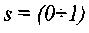 s = (0÷1)